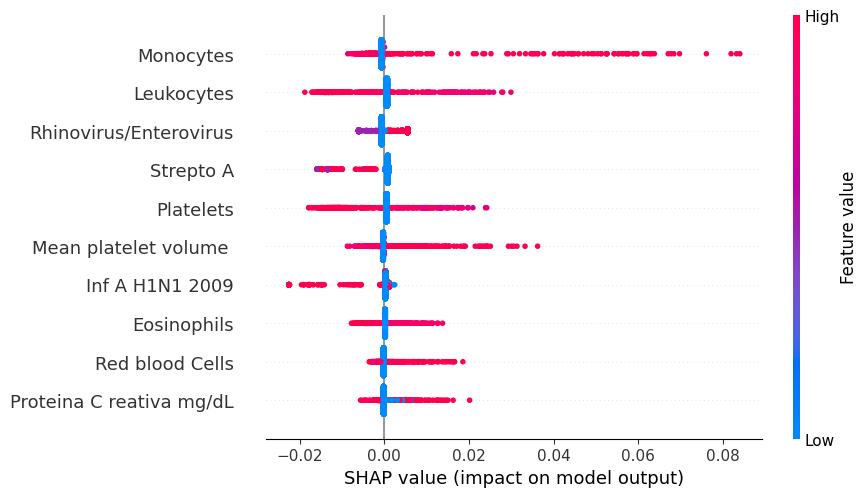 High
Monocytes
Leukocytes
Rhinovirus/Enterovirus
Strepto A
Platelets
Mean platelet volume
Inf A H1N1 2009
Eosinophils
Red blood Cells
Proteina C reativa mg/dL
Feature value
Low
−0.02 0.00 0.02 0.04 0.06 0.08
SHAP value (impact on model output)